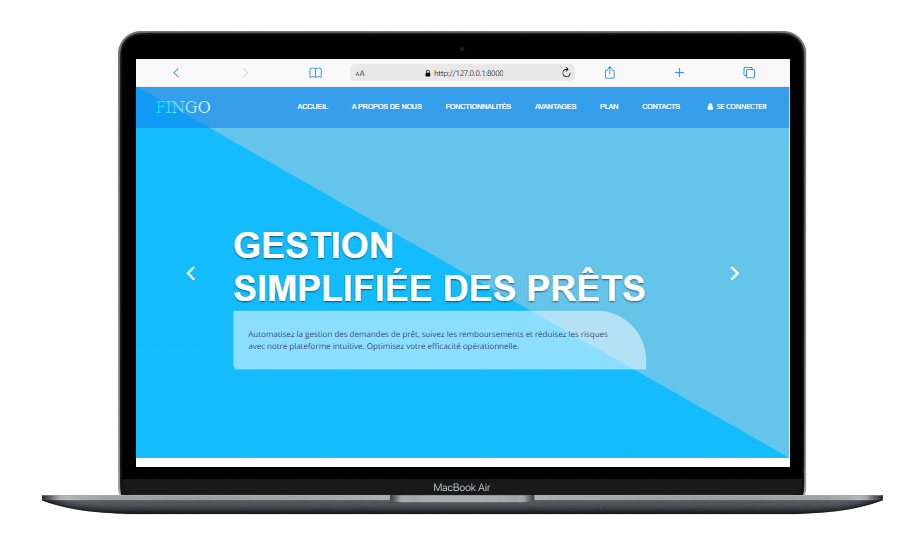 AA
http://127.0.0.1:8000
FINGO
ACCUEIL
A PROPOS DE NOUS
FONCTIONNALITÉS
AVANTAGES
PLAN
CONTACTS
SE CONNECTER
GESTION
SIMPLIFIÉE DES PRÊTS
Automatisez la gestion des demandes de prêt, suivez les remboursements et réduisez les risques
avec notre plateforme intuitive. Optimisez votre efficacité opérationnelle.
MacBook Air